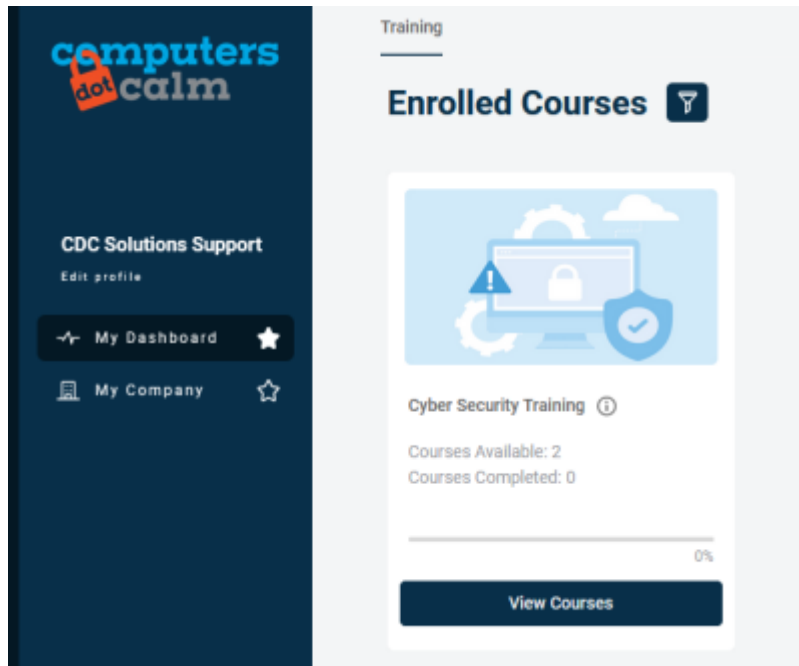 computers
dot calm
CDC Solutions Support
Edit profile
My Dashboard
My Company
Training
Enrolled Courses
Cyber Security Training
Courses Available: 2
Courses Completed: 0
0%
View Courses